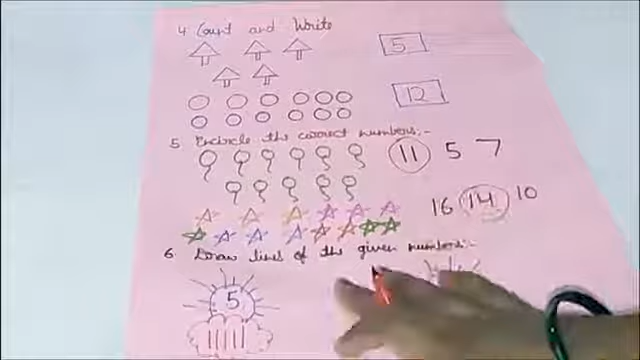 4 Count and Write
5
12
5. Encircle the correct numbers:-
11 5 7
16 14 10
6. Draw lines of the given numbers:-
5